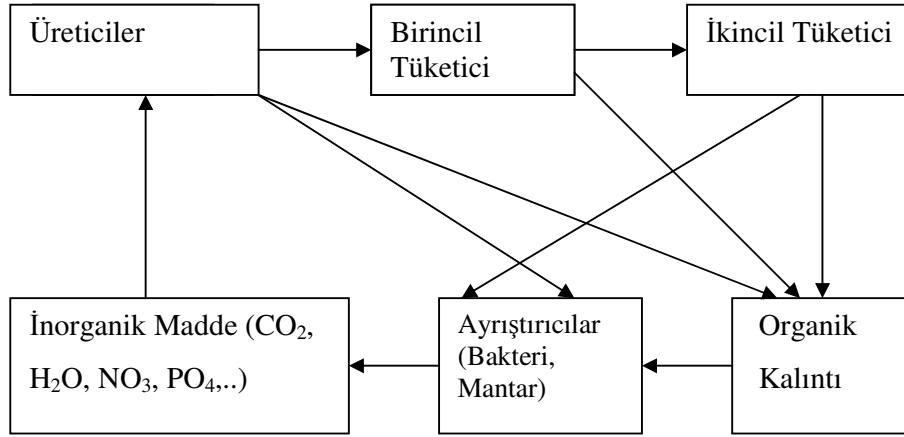 Üreticiler
Birincil
Tüketici
İkincil Tüketici
İnorganik Madde (CO₂,
H₂O, NO₃, PO₄,..)
Ayrıştırıcılar
(Bakteri,
Mantar)
Organik
Kalıntı